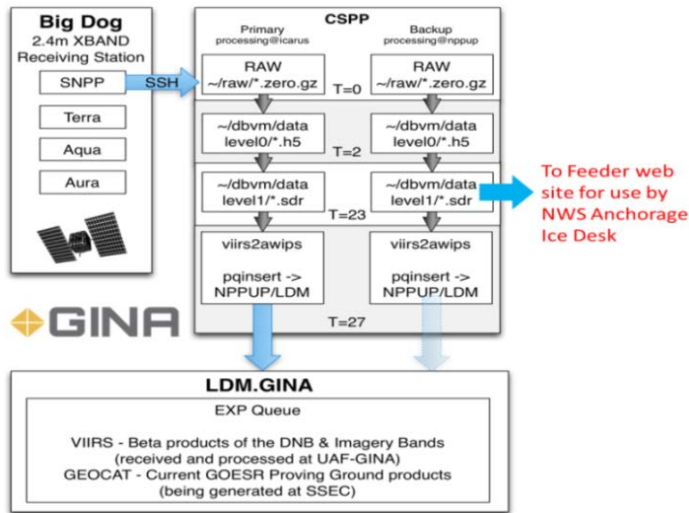 Big Dog
2.4m XBAND
Receiving Station
SNPP
Terra
Aqua
Aura
SSH
CSPP
Primary
processing@icarus
RAW
~/raw/*.zero.gz
T=0
~/dbvm/data
level0/*.h5
T=2
~/dbvm/data
level1/*.sdr
T=23
viirs2awips
pqinsert ->
NPPUP/LDM
T=27
Backup
processing@nppup
RAW
~/raw/*.zero.gz
~/dbvm/data
level0/*.h5
~/dbvm/data
level1/*.sdr
viirs2awips
pqinsert ->
NPPUP/LDM
To Feeder web
site for use by
NWS Anchorage
Ice Desk
GINA
LDM.GINA
EXP Queue
VIIRS - Beta products of the DNB & Imagery Bands
(received and processed at UAF-GINA)
GEOCAT - Current GOESR Proving Ground products
(being generated at SSEC)